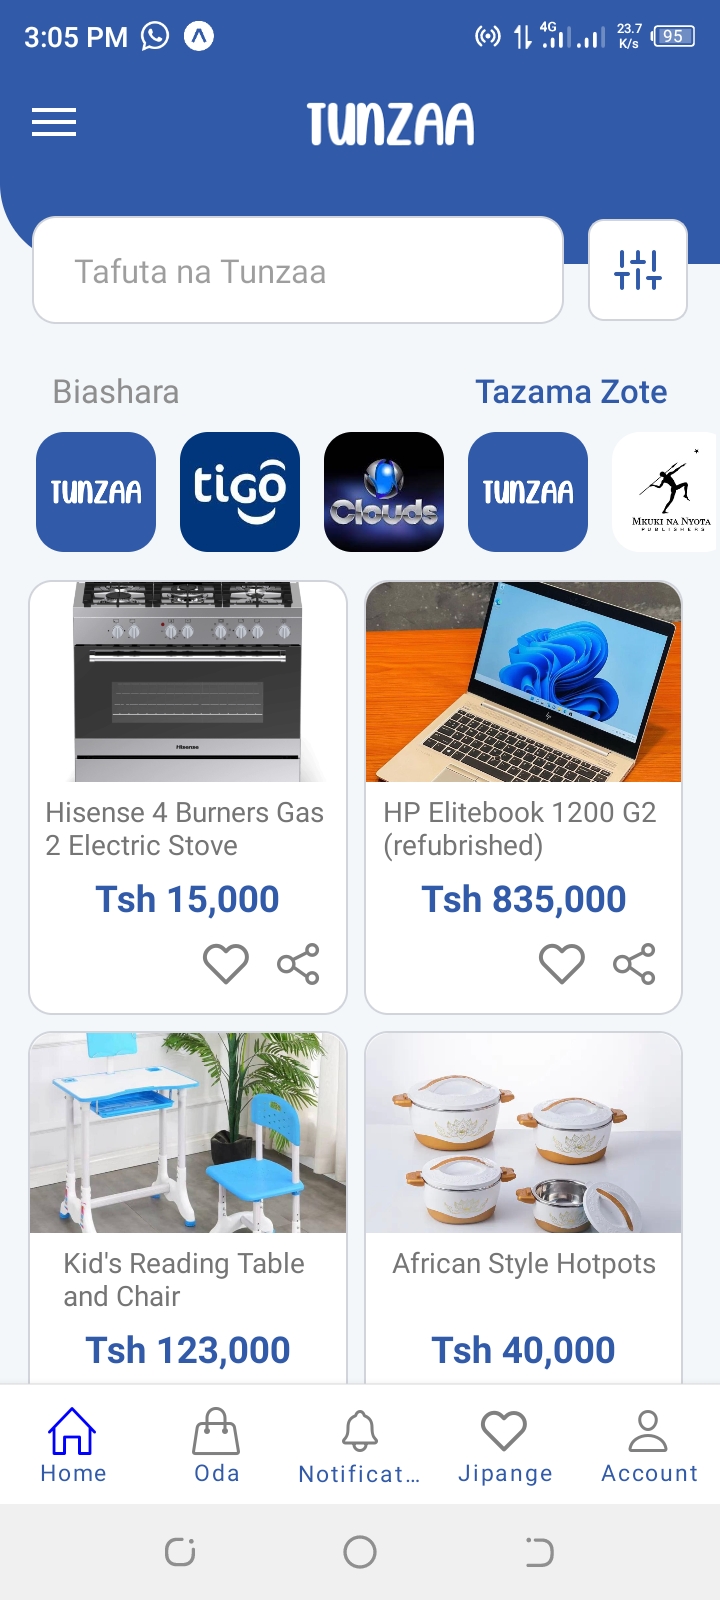 3:05 PM
4G
23.7
K/s
95
TUNZAA
Tafuta na Tunzaa
Biashara
Tazama Zote
TUNZAA
tigo
Clouds
TUNZAA
MKUKI NA NYOTA
PUBLISHERS
Hisense
hp
Hisense 4 Burners Gas
2 Electric Stove
Tsh 15,000
HP Elitebook 1200 G2
(refubrished)
Tsh 835,000
Kid's Reading Table
and Chair
Tsh 123,000
African Style Hotpots
Tsh 40,000
Home
Oda
Notificat...
Jipange
Account